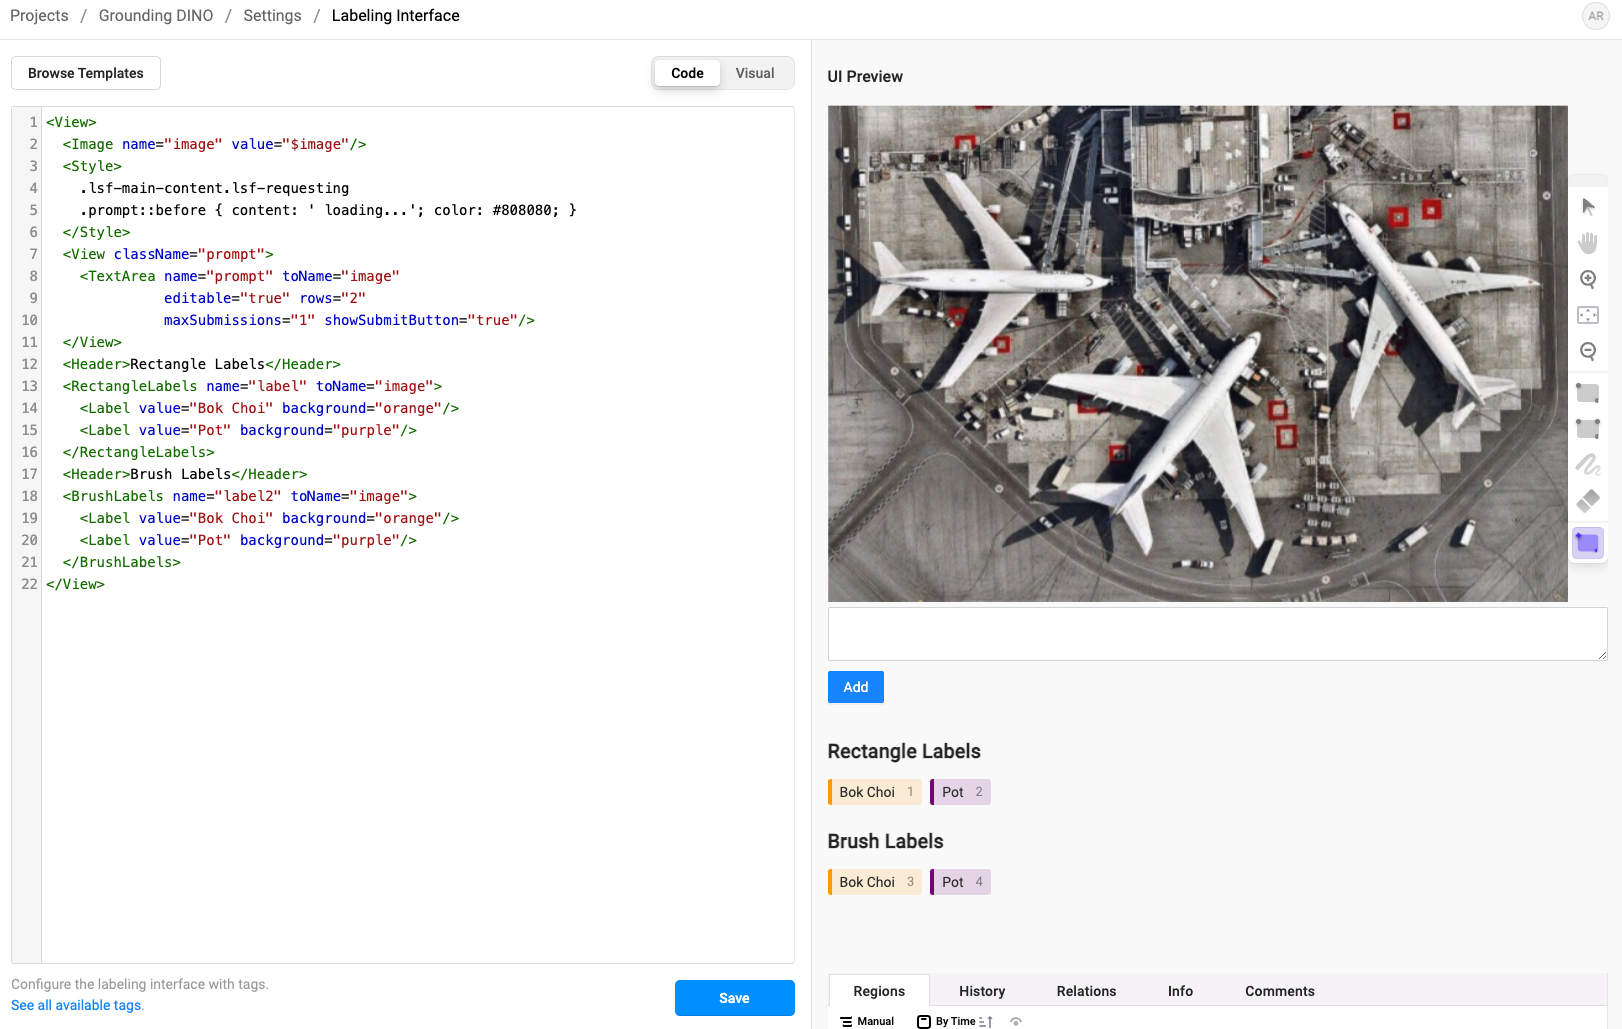 Projects / Grounding DINO / Settings / Labeling Interface
AR
Browse Templates
Code Visual
1 <View>
2   <Image name="image" value="$image"/>
3   <Style>
4     .lsf-main-content.lsf-requesting
5     .prompt::before { content: ' loading...'; color: #808080; }
6   </Style>
7   <View className="prompt">
8     <TextArea name="prompt" toName="image"
9               editable="true" rows="2"
10               maxSubmissions="1" showSubmitButton="true"/>
11   </View>
12   <Header>Rectangle Labels</Header>
13   <RectangleLabels name="label" toName="image">
14     <Label value="Bok Choi" background="orange"/>
15     <Label value="Pot" background="purple"/>
16   </RectangleLabels>
17   <Header>Brush Labels</Header>
18   <BrushLabels name="label2" toName="image">
19     <Label value="Bok Choi" background="orange"/>
20     <Label value="Pot" background="purple"/>
21   </BrushLabels>
22 </View>
Configure the labeling interface with tags.
See all available tags.
Save
UI Preview
Add
Rectangle Labels
Bok Choi 1 Pot 2
Brush Labels
Bok Choi 3 Pot 4
Regions History Relations Info Comments
Manual By Time